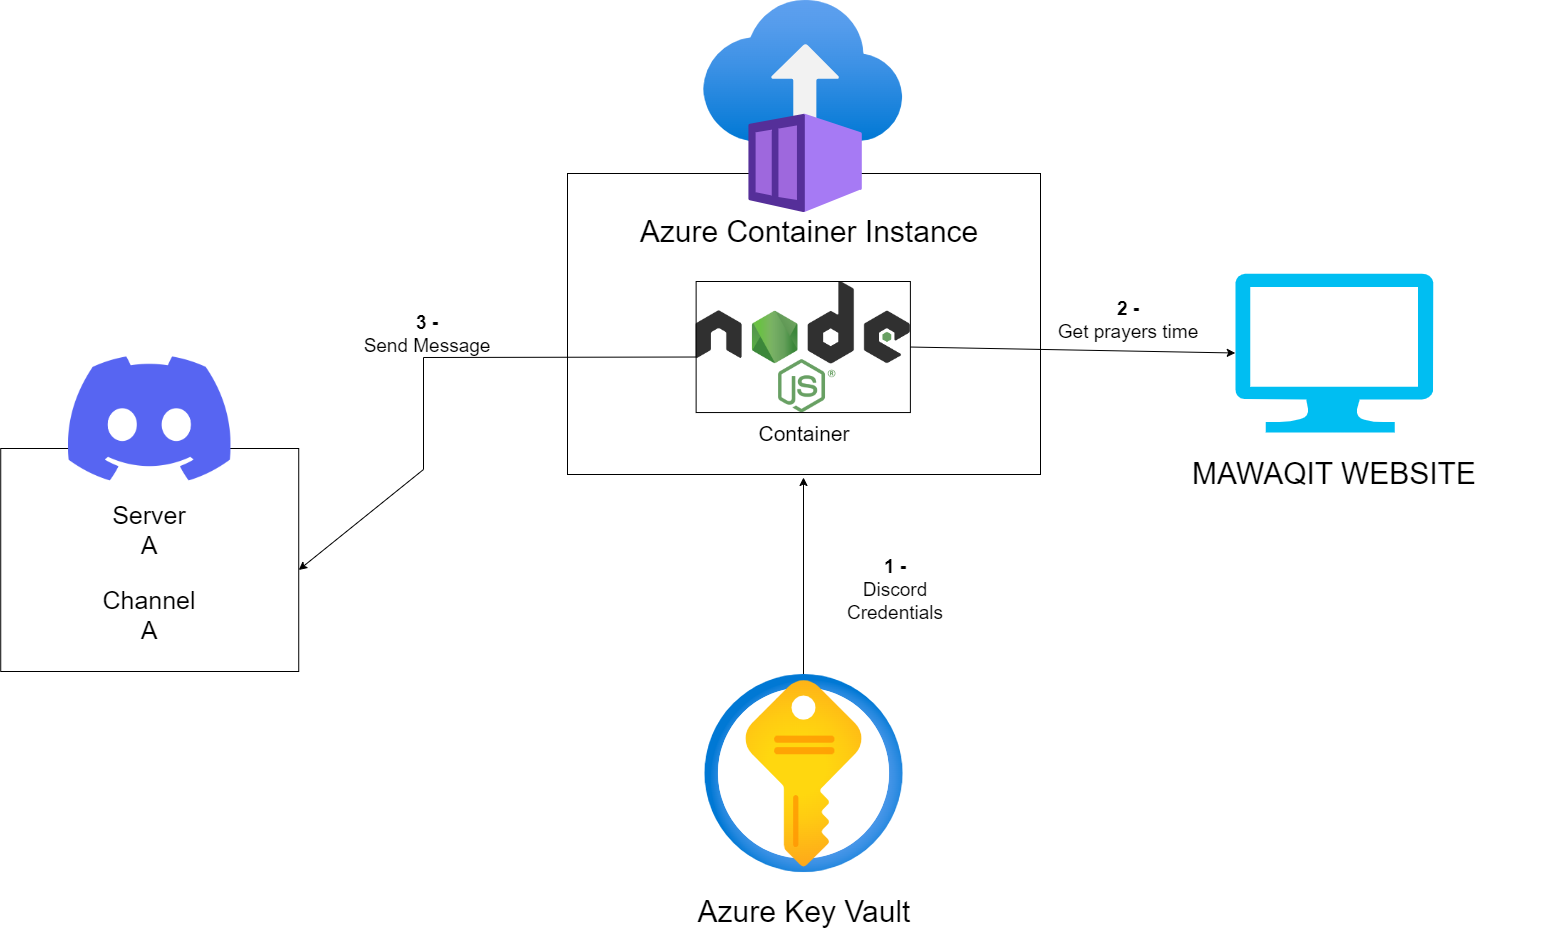 Azure Container Instance
node
JS®
Container
3 -
Send Message
2 -
Get prayers time
MAWAQIT WEBSITE
Server
A
Channel
A
1 -
Discord
Credentials
Azure Key Vault